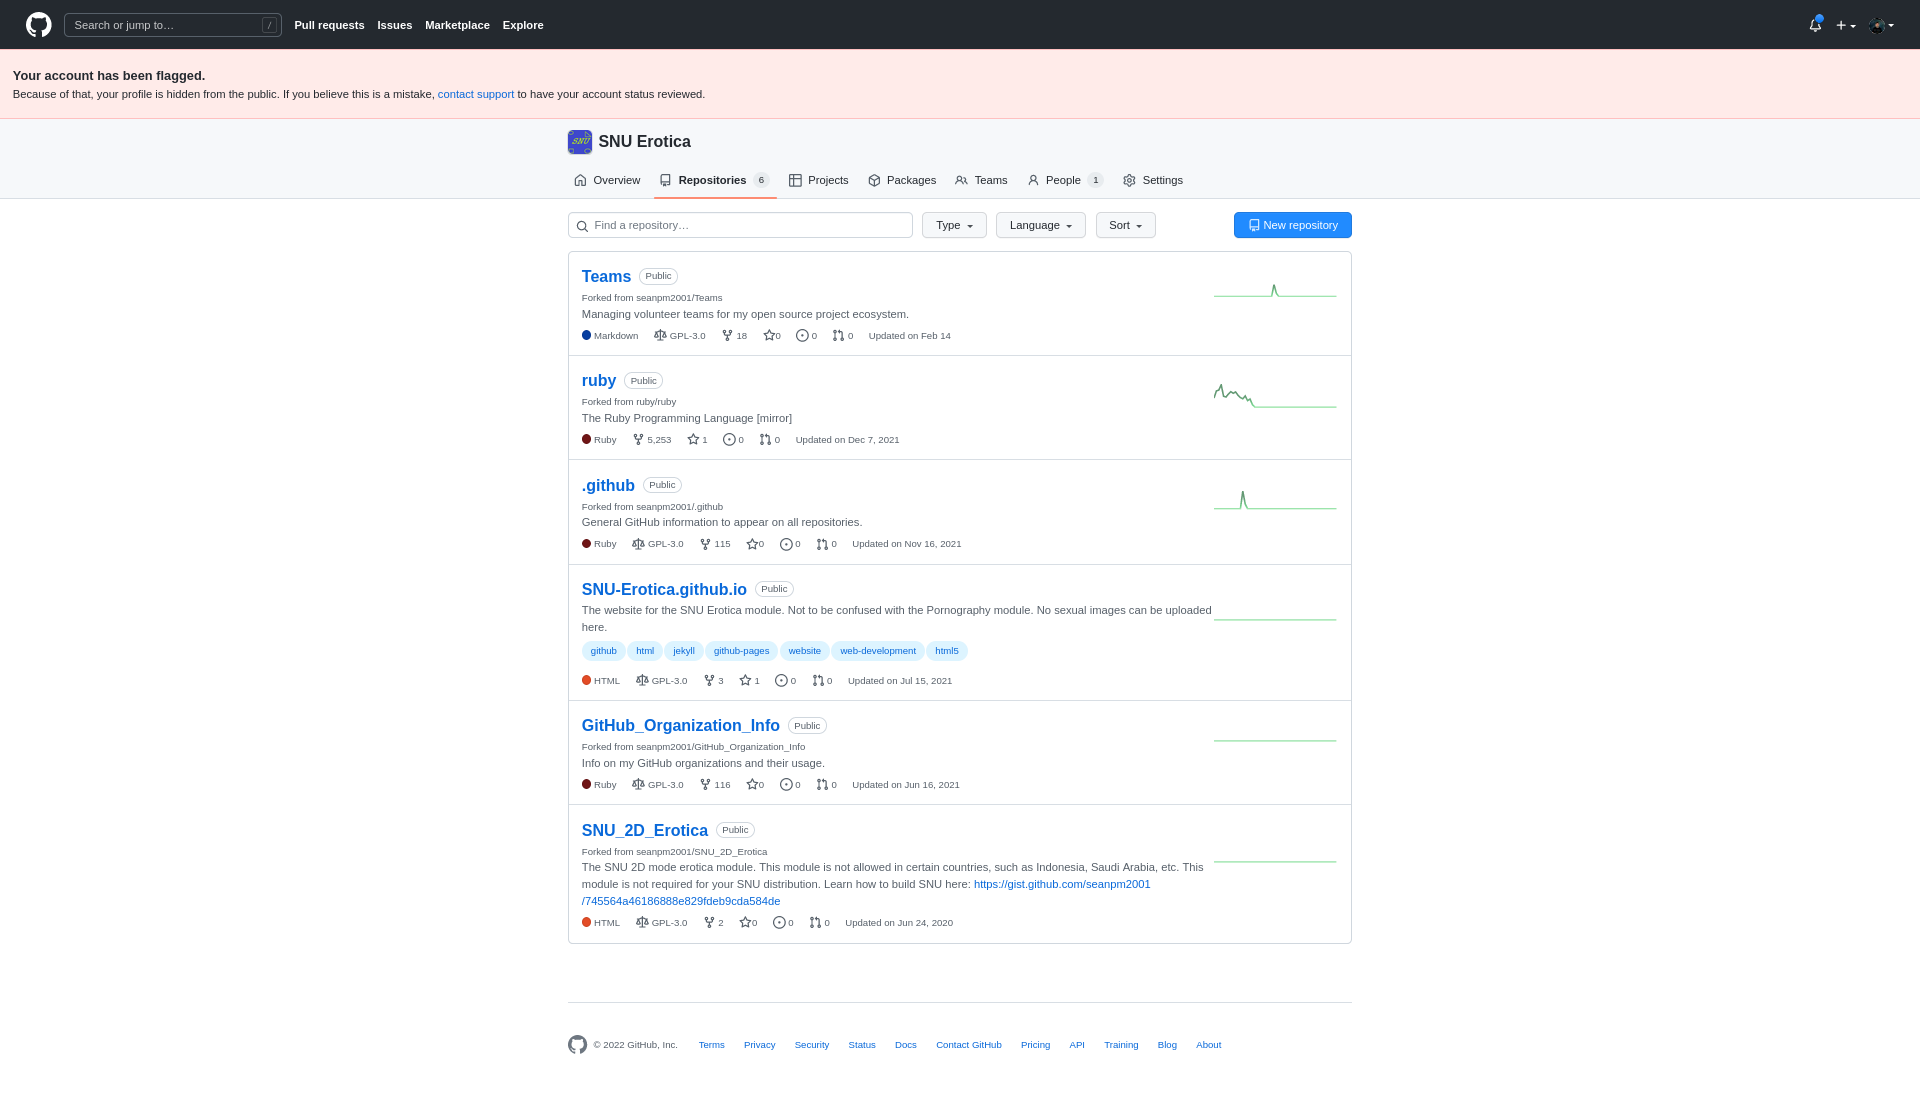 Search or jump to… /
Pull requests Issues Marketplace Explore
Your account has been flagged.
Because of that, your profile is hidden from the public. If you believe this is a mistake, contact support to have your account status reviewed.
SNU SNU Erotica
Overview Repositories 6 Projects Packages Teams People 1 Settings
Find a repository… Type Language Sort New repository
Teams Public
Forked from seanpm2001/Teams
Managing volunteer teams for my open source project ecosystem.
Markdown GPL-3.0 18 0 0 0 Updated on Feb 14
ruby Public
Forked from ruby/ruby
The Ruby Programming Language [mirror]
Ruby 5,253 1 0 0 Updated on Dec 7, 2021
.github Public
Forked from seanpm2001/.github
General GitHub information to appear on all repositories.
Ruby GPL-3.0 115 0 0 0 Updated on Nov 16, 2021
SNU-Erotica.github.io Public
The website for the SNU Erotica module. Not to be confused with the Pornography module. No sexual images can be uploaded
here.
github html jekyll github-pages website web-development html5
HTML GPL-3.0 3 1 0 0 Updated on Jul 15, 2021
GitHub_Organization_Info Public
Forked from seanpm2001/GitHub_Organization_Info
Info on my GitHub organizations and their usage.
Ruby GPL-3.0 116 0 0 0 Updated on Jun 16, 2021
SNU_2D_Erotica Public
Forked from seanpm2001/SNU_2D_Erotica
The SNU 2D mode erotica module. This module is not allowed in certain countries, such as Indonesia, Saudi Arabia, etc. This
module is not required for your SNU distribution. Learn how to build SNU here: https://gist.github.com/seanpm2001
/745564a46186888e829fdeb9cda584de
HTML GPL-3.0 2 0 0 0 Updated on Jun 24, 2020
© 2022 GitHub, Inc. Terms Privacy Security Status Docs Contact GitHub Pricing API Training Blog About